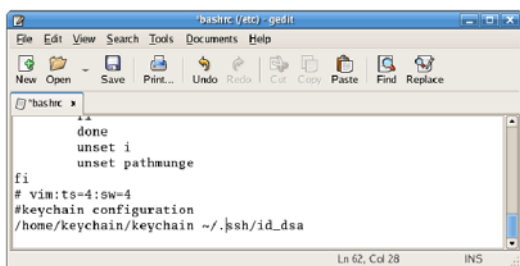 *bashrc (/etc) - gedit
File Edit View Search Tools Documents Help
New Open Save Print... Undo Redo Cut Copy Paste Find Replace
*bashrc x
done
unset i
unset pathmunge
fi
# vim:ts=4:sw=4
#keychain configuration
/home/keychain/keychain ~/.ssh/id_dsa
Ln 62, Col 28 INS